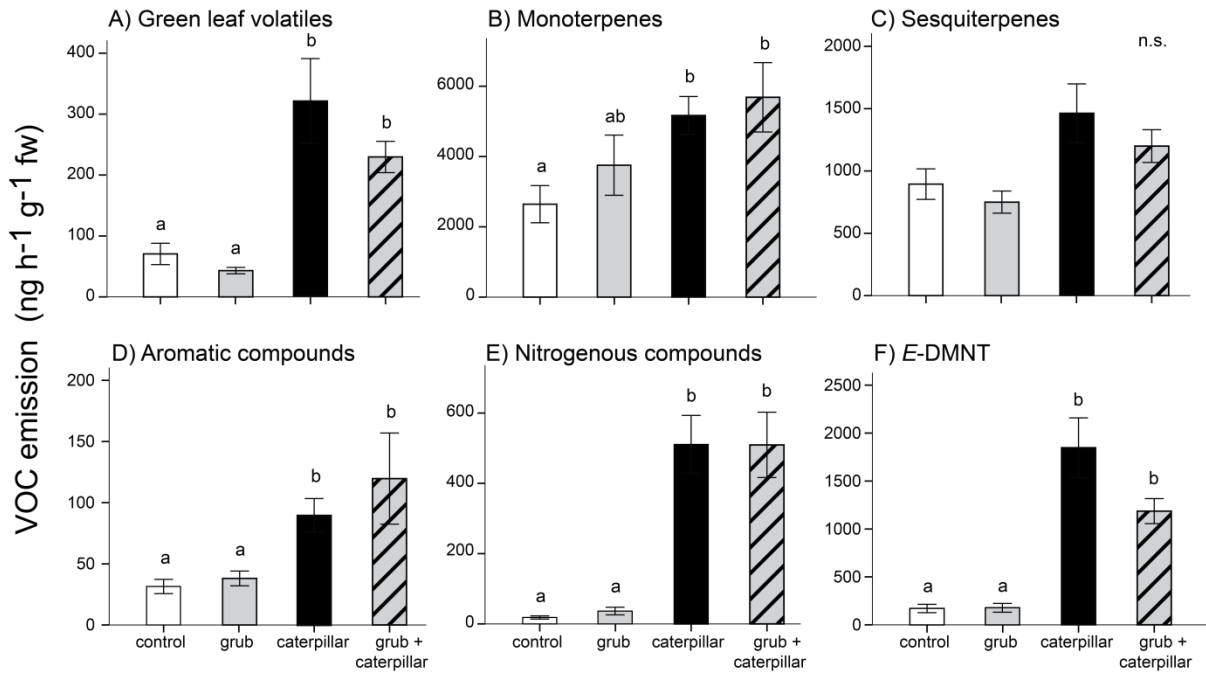 VOC emission (ng h-1 g-1 fw)
A) Green leaf volatiles
400
300
200
100
0
a
a
b
b
B) Monoterpenes
6000
4000
2000
0
a
ab
b
b
C) Sesquiterpenes
2000
1500
1000
500
0
n.s.
D) Aromatic compounds
200
150
100
50
0
a
a
b
b
control
grub
caterpillar
grub +
caterpillar
E) Nitrogenous compounds
600
400
200
0
a
a
b
b
control
grub
caterpillar
grub +
caterpillar
F) E-DMNT
2500
2000
1500
1000
500
0
a
a
b
b
control
grub
caterpillar
grub +
caterpillar